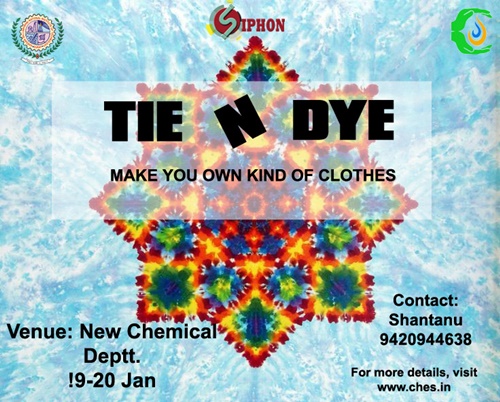 SIPHON
TIE N DYE
MAKE YOU OWN KIND OF CLOTHES
Venue: New Chemical
Deptt.
!9-20 Jan
Contact:
Shantanu
9420944638
For more details, visit
www.ches.in